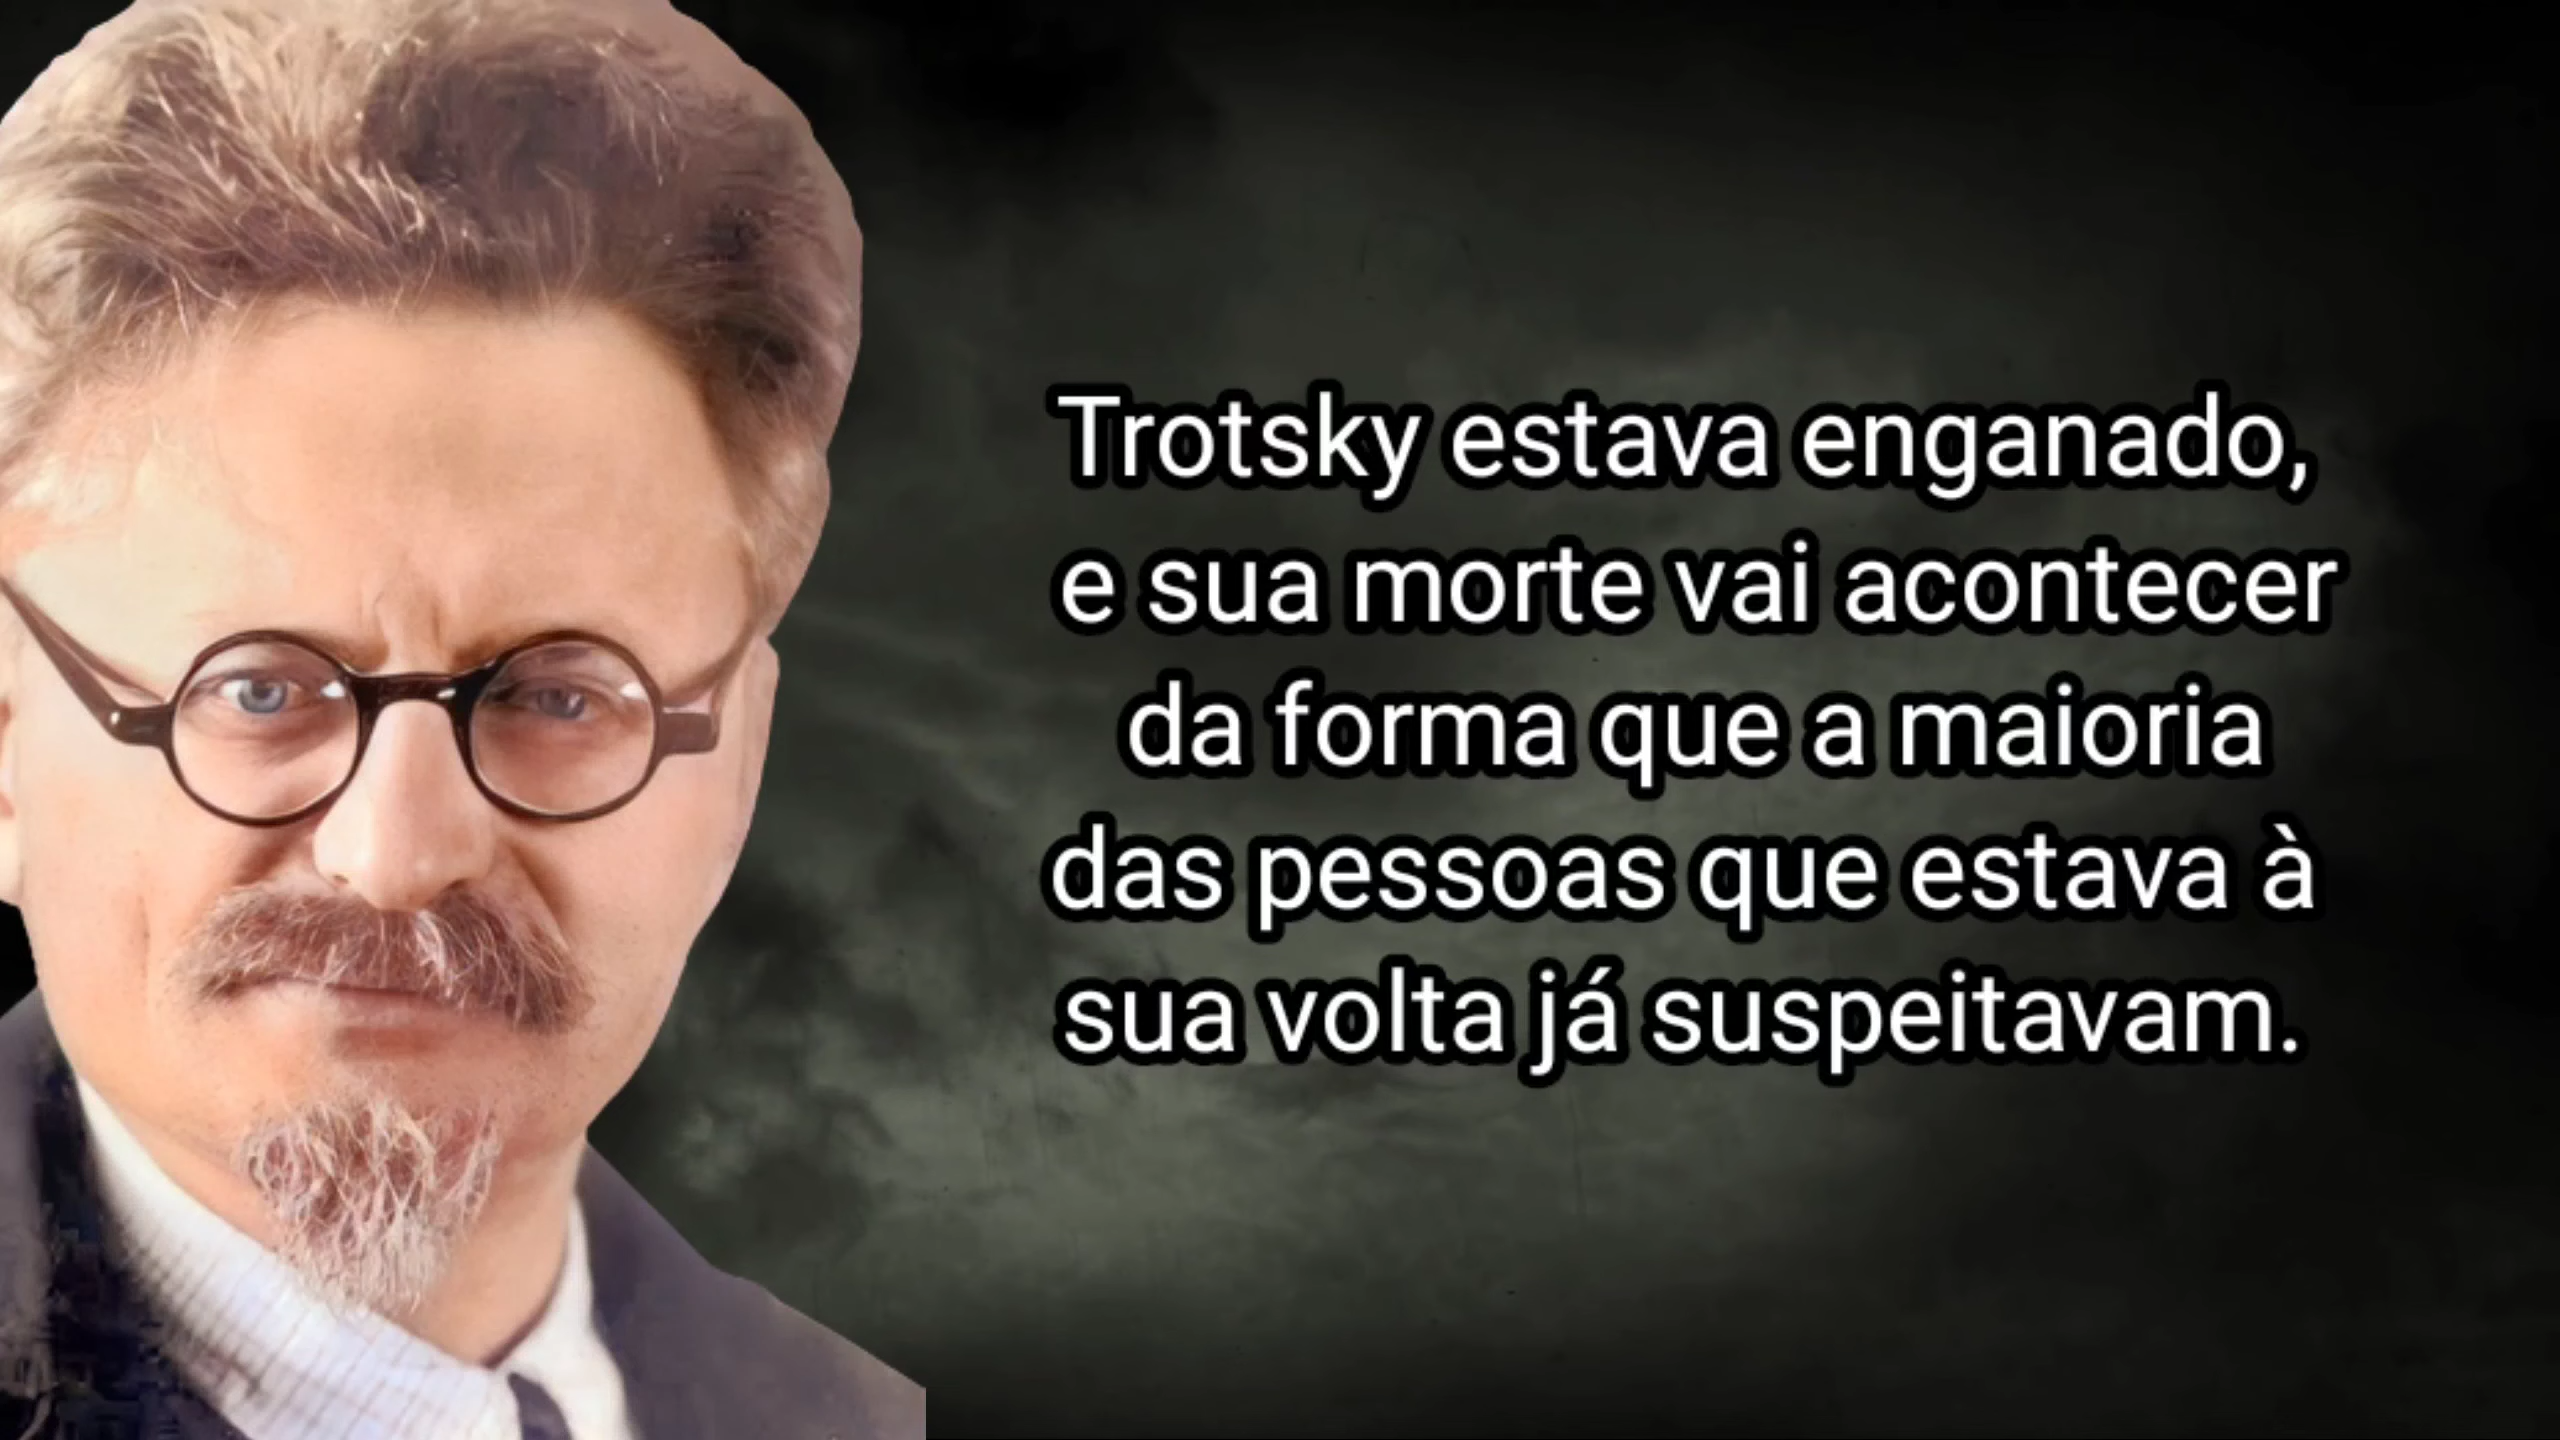 Trotsky estava enganado,
e sua morte vai acontecer
da forma que a maioria
das pessoas que estava à
sua volta já suspeitavam.